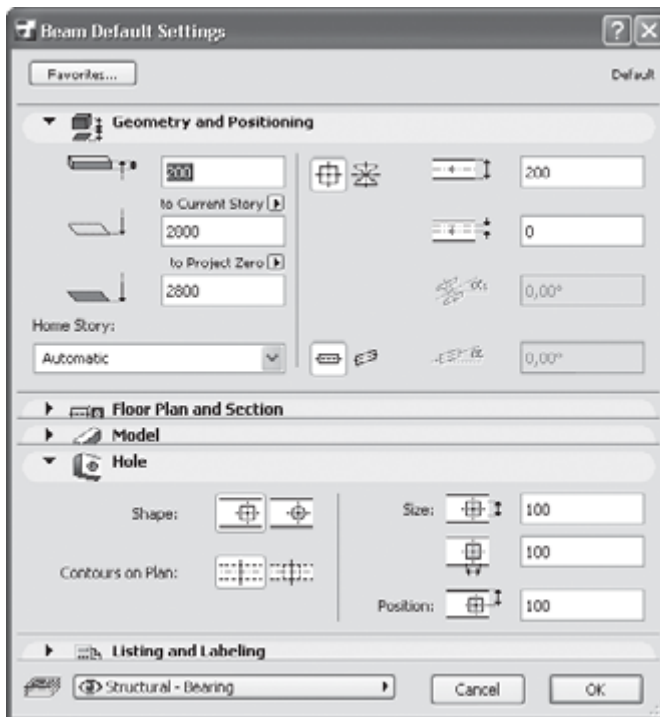 Beam Default Settings
Favorites...
Default
Geometry and Positioning
200
200
to Current Story
2000
0
to Project Zero
2800
0,00°
Home Story:
Automatic
0,00°
Floor Plan and Section
Model
Hole
Shape:
Size:
100
100
Contours on Plan:
Position:
100
Listing and Labeling
Structural - Bearing
Cancel
OK